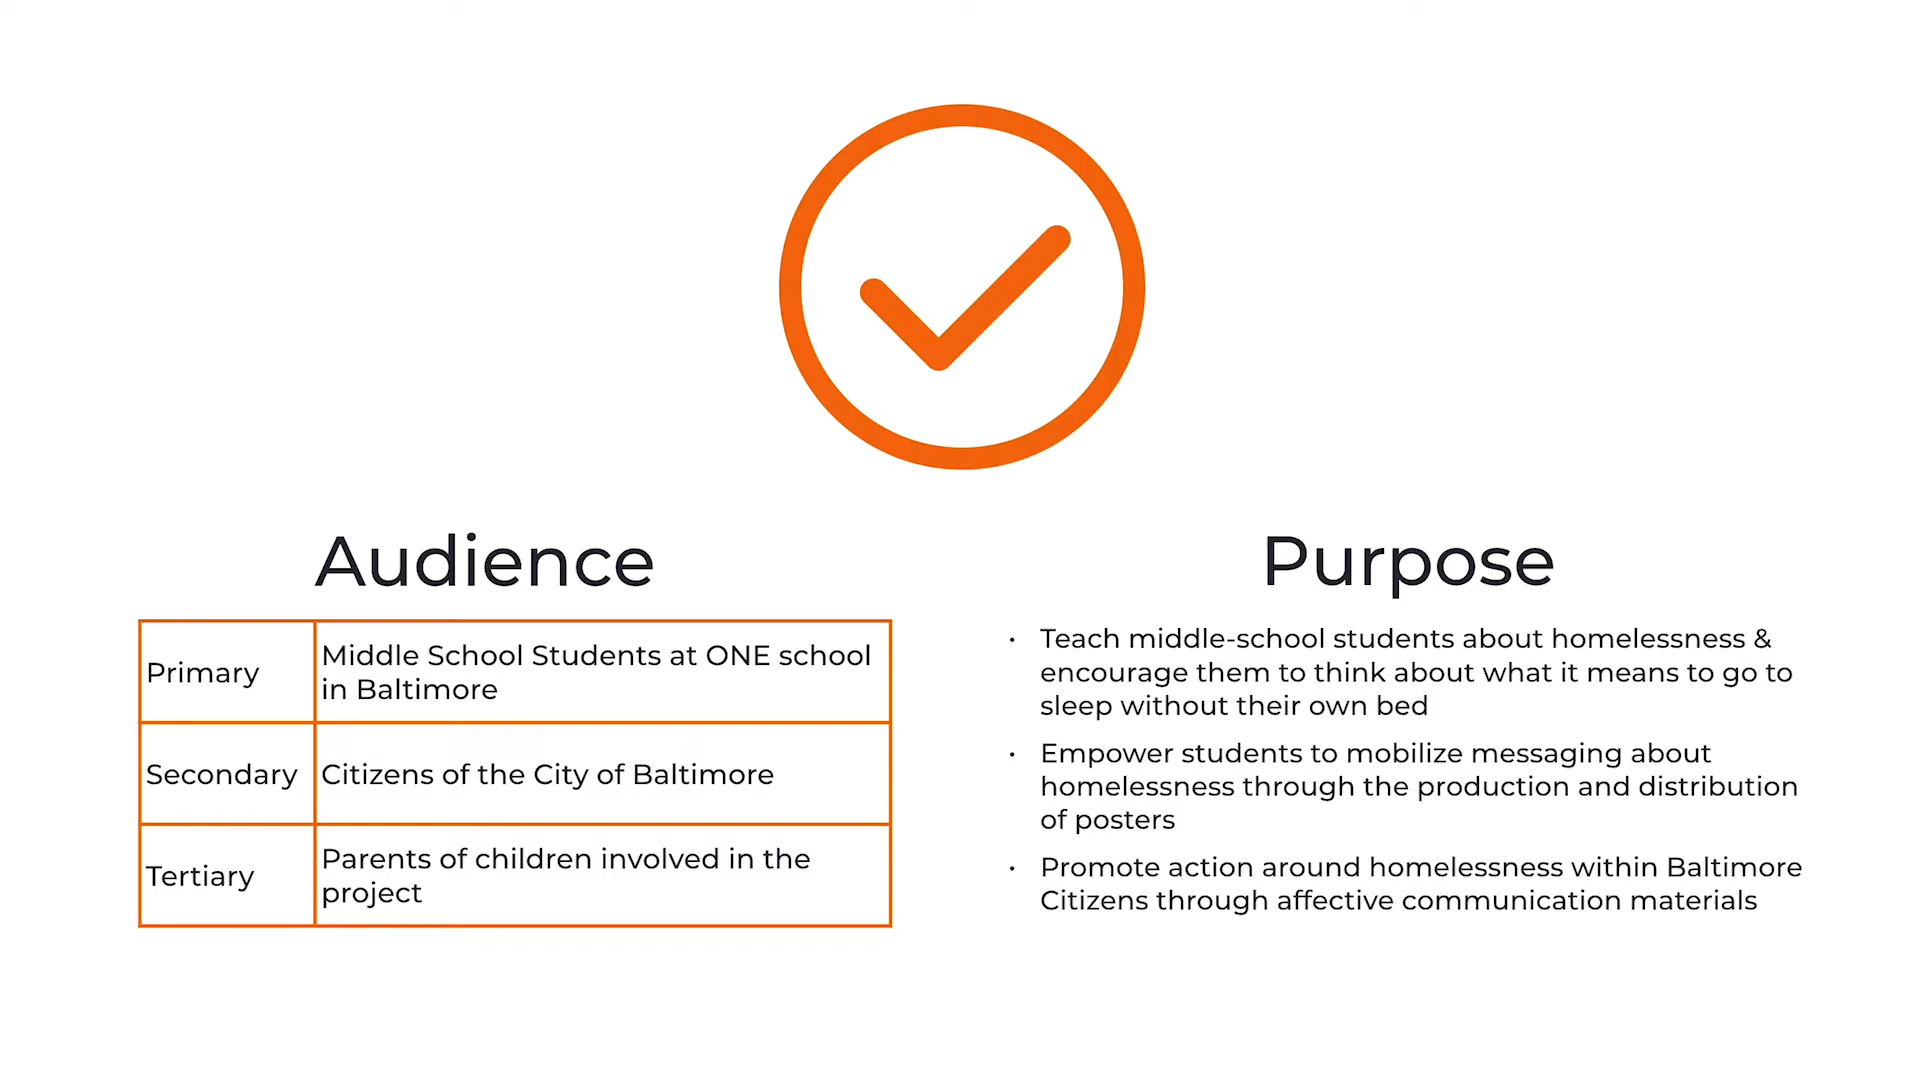 Audience
Primary
Middle School Students at ONE school
in Baltimore
Secondary
Citizens of the City of Baltimore
Tertiary
Parents of children involved in the
project
Purpose
· Teach middle-school students about homelessness &
encourage them to think about what it means to go to
sleep without their own bed
· Empower students to mobilize messaging about
homelessness through the production and distribution
of posters
· Promote action around homelessness within Baltimore
Citizens through affective communication materials